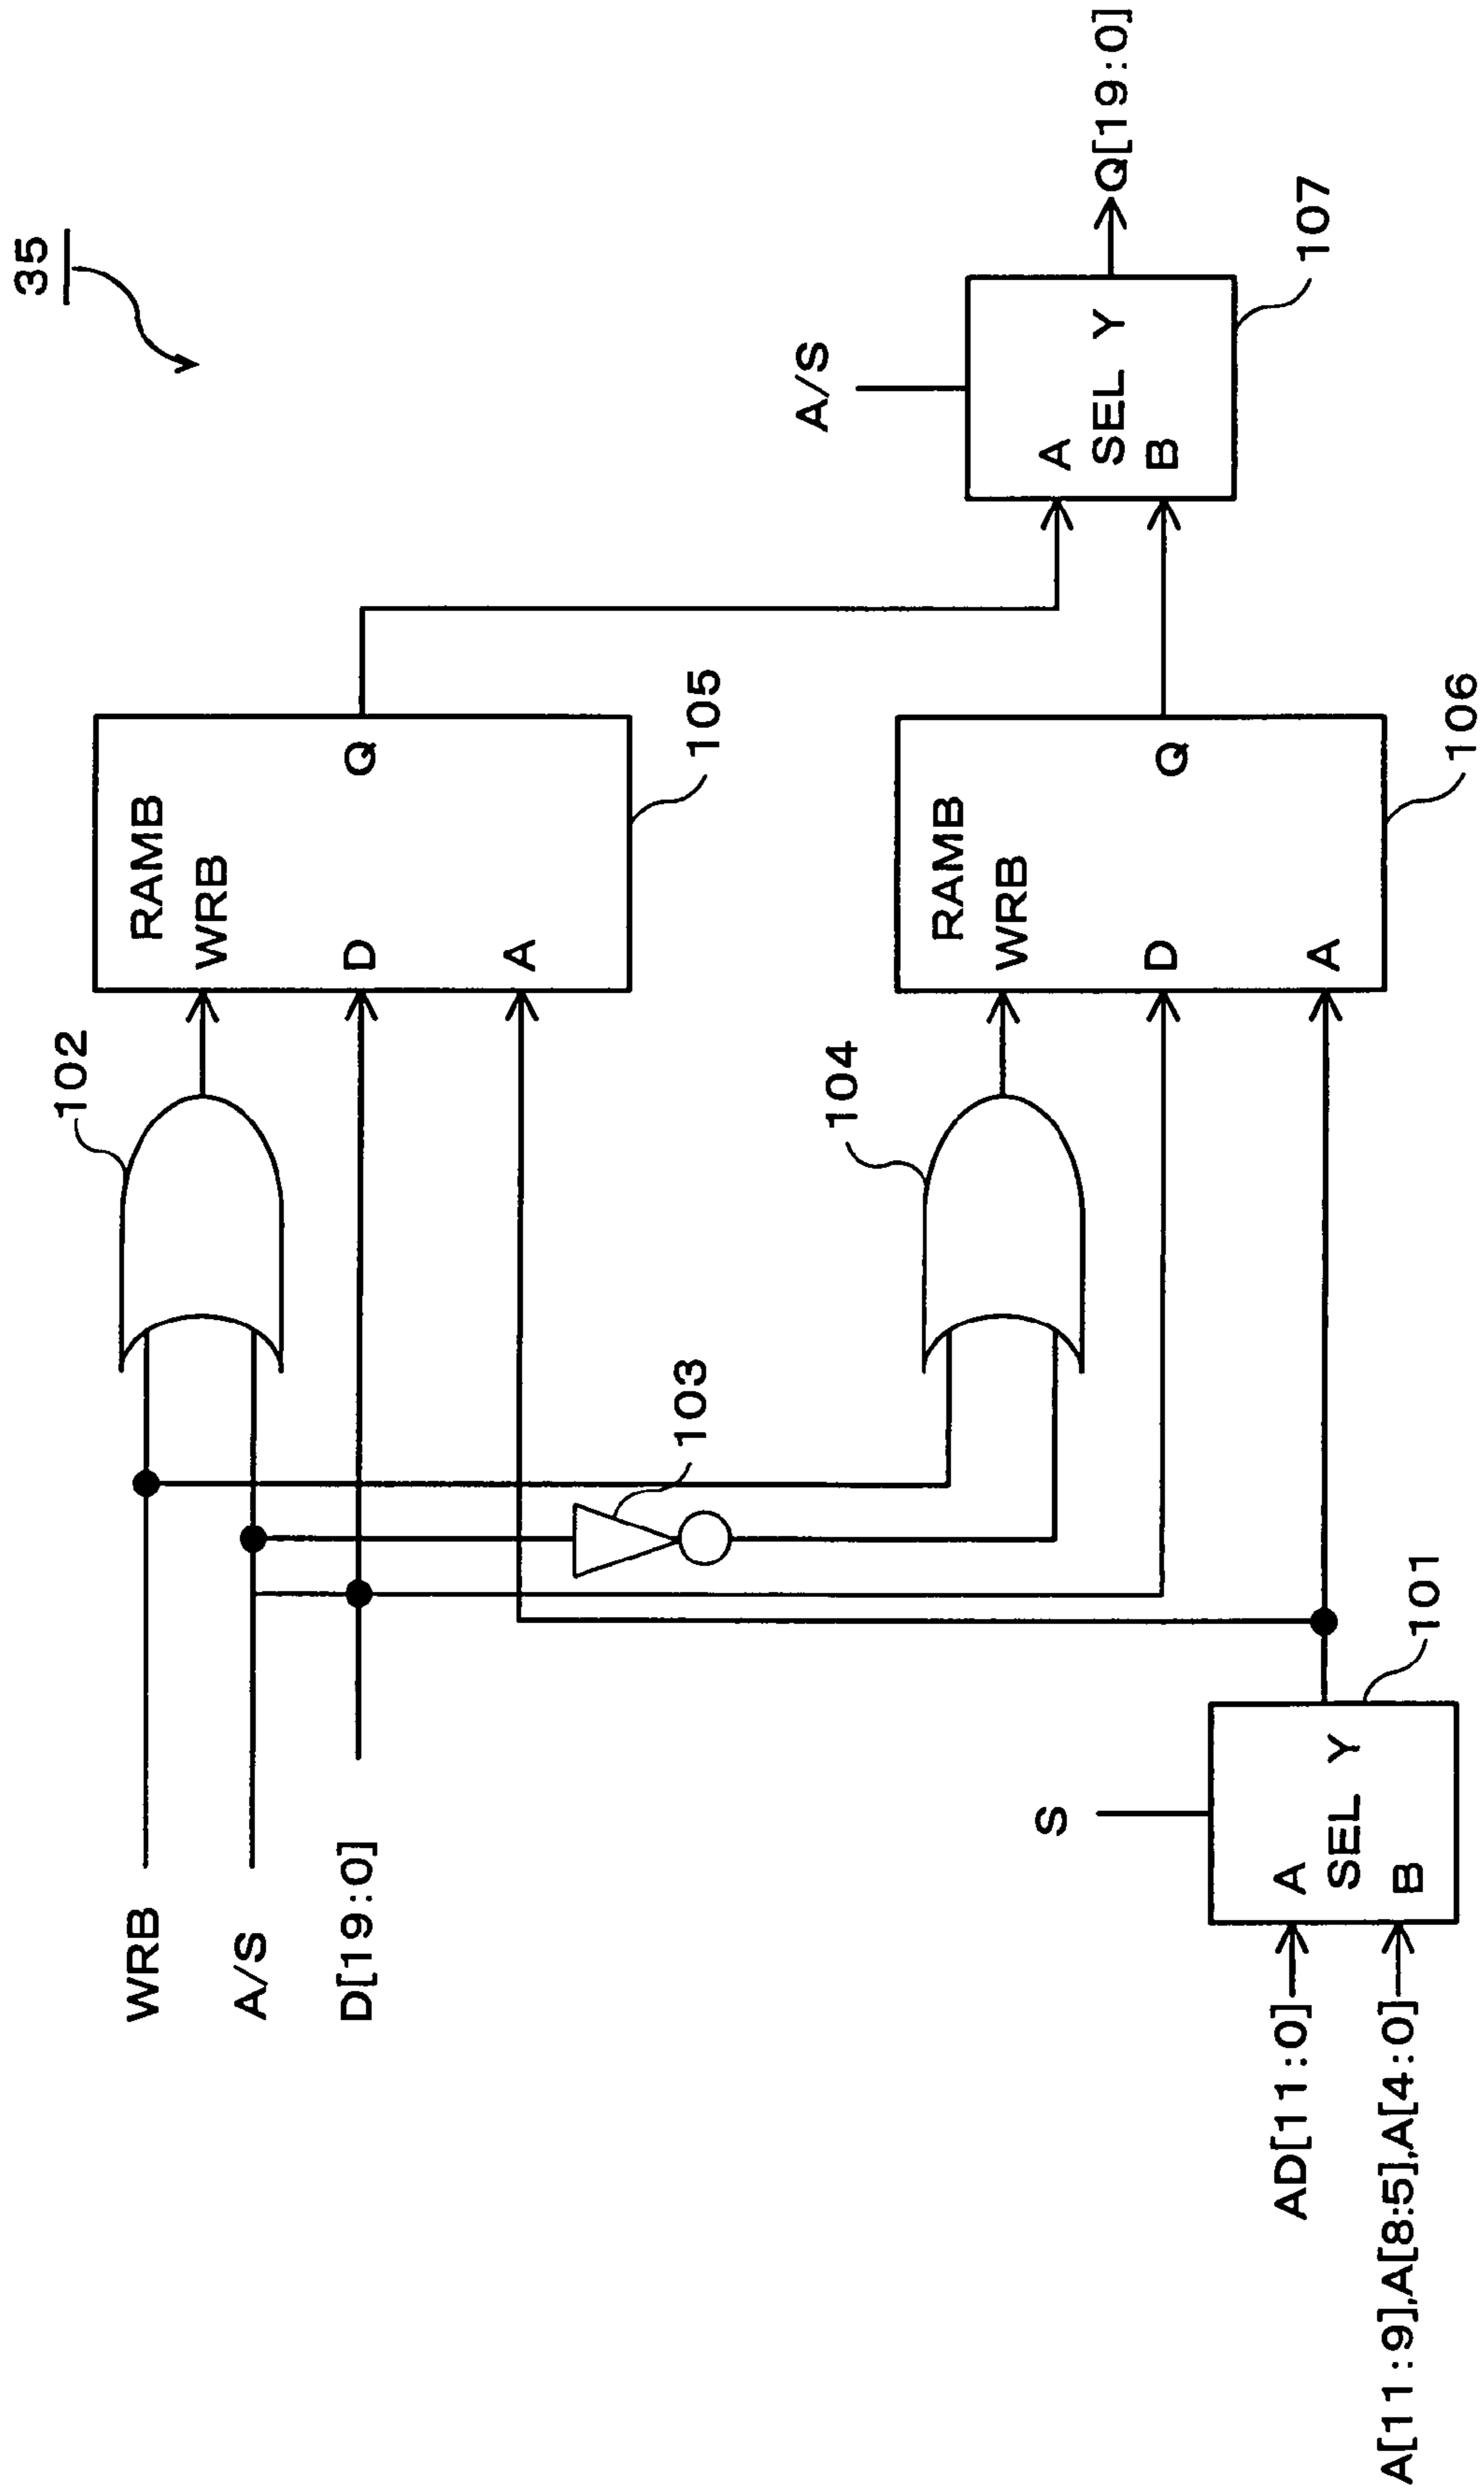 35
WRB
A/S
D[19:0]
102
103
104
RAMB
WRB
D
A
Q
105
RAMB
WRB
D
A
Q
106
AD[11:0]
A[11:9],A[8:5],A[4:0]
S
A
SEL Y
B
101
A/S
A
SEL Y
B
107
Q[19:0]